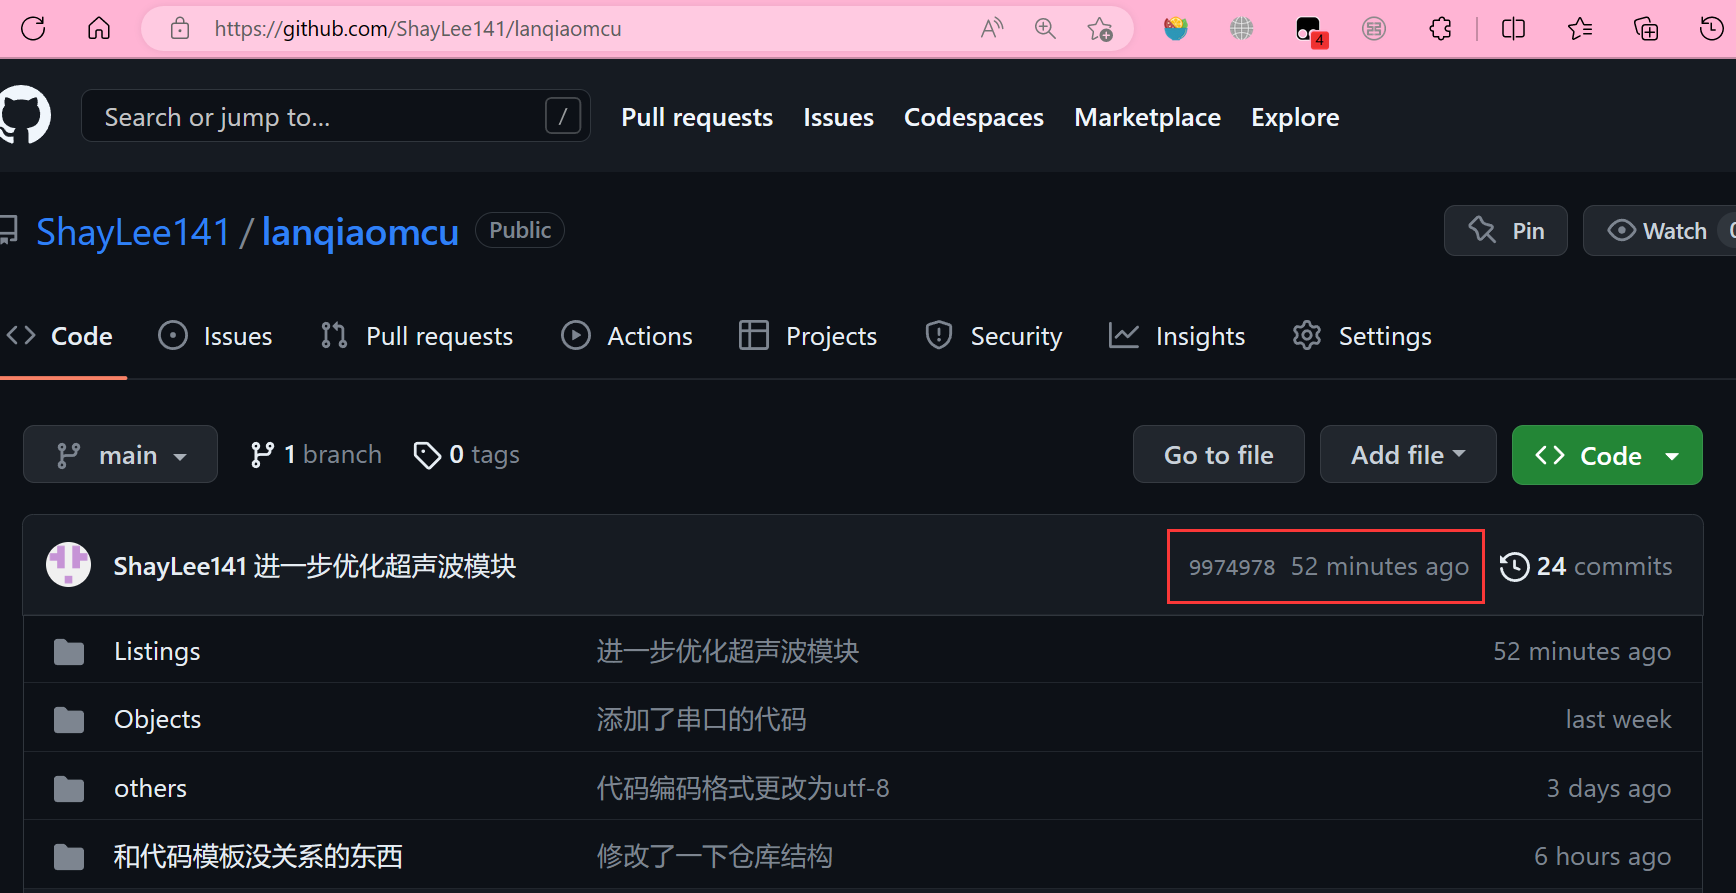 https://github.com/ShayLee141/lanqiaomcu
4
Search or jump to...
/
Pull requests
Issues
Codespaces
Marketplace
Explore
ShayLee141 / lanqiaomcu
Public
Pin
Watch
Code
Issues
Pull requests
Actions
Projects
Security
Insights
Settings
main
1 branch
0 tags
Go to file
Add file
Code
ShayLee141 进一步优化超声波模块
9974978 52 minutes ago
24 commits
Listings 进一步优化超声波模块 52 minutes ago
Objects 添加了串口的代码 last week
others 代码编码格式更改为utf-8 3 days ago
和代码模板没关系的东西 修改了一下仓库结构 6 hours ago